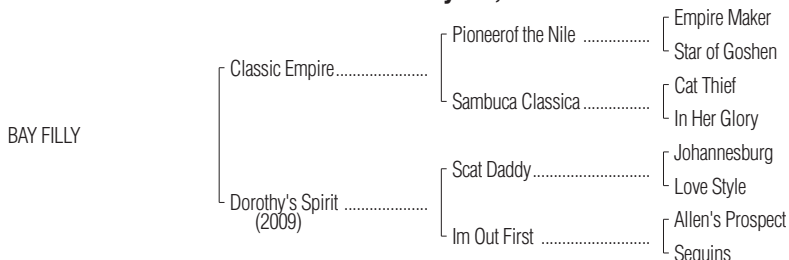 Empire Maker
Pioneerof the Nile ................
Star of Goshen
Classic Empire......................
Cat Thief
Sambuca Classica ................
In Her Glory
BAY FILLY
Johannesburg
Scat Daddy............................
Love Style
Dorothy's Spirit ....................
(2009)
Allen's Prospect
Im Out First ..........................
Sequins